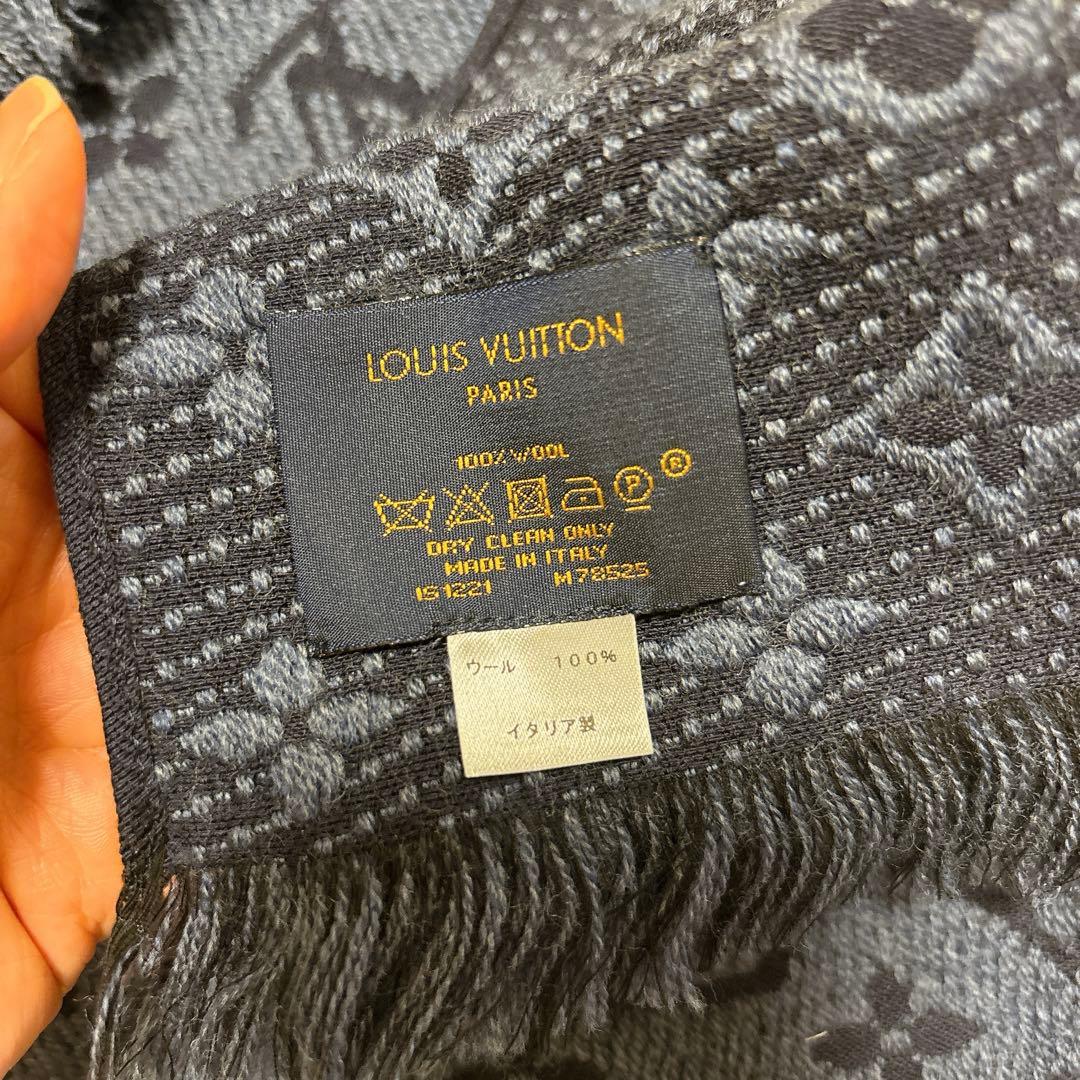 LOUIS VUITTON
PARIS
100% WOOL
P ®
DRY CLEAN ONLY
MADE IN ITALY
IS1221 M78525
ウール 100%
イタリア製